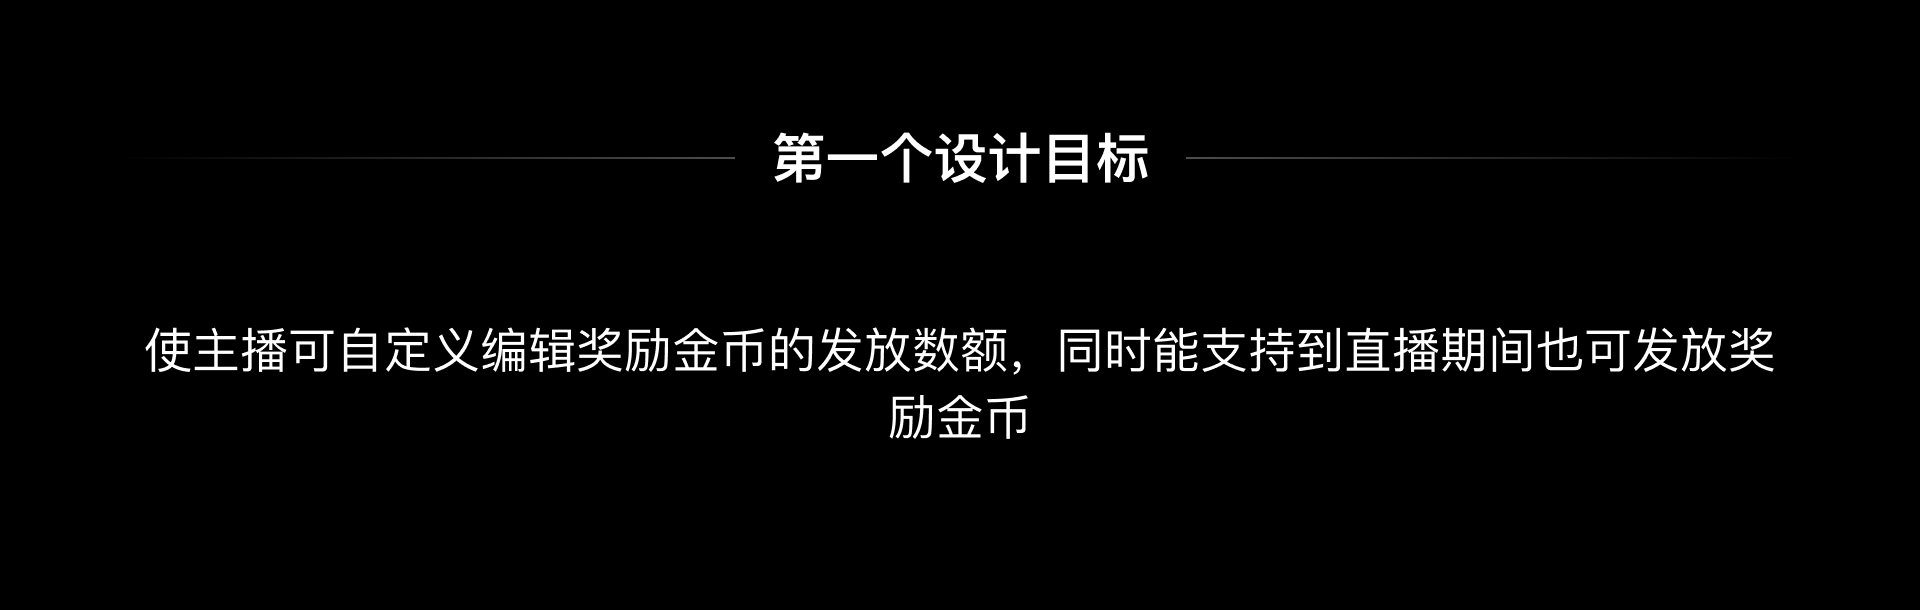 第一个设计目标
使主播可自定义编辑奖励金币的发放数额，同时能支持到直播期间也可发放奖
励金币